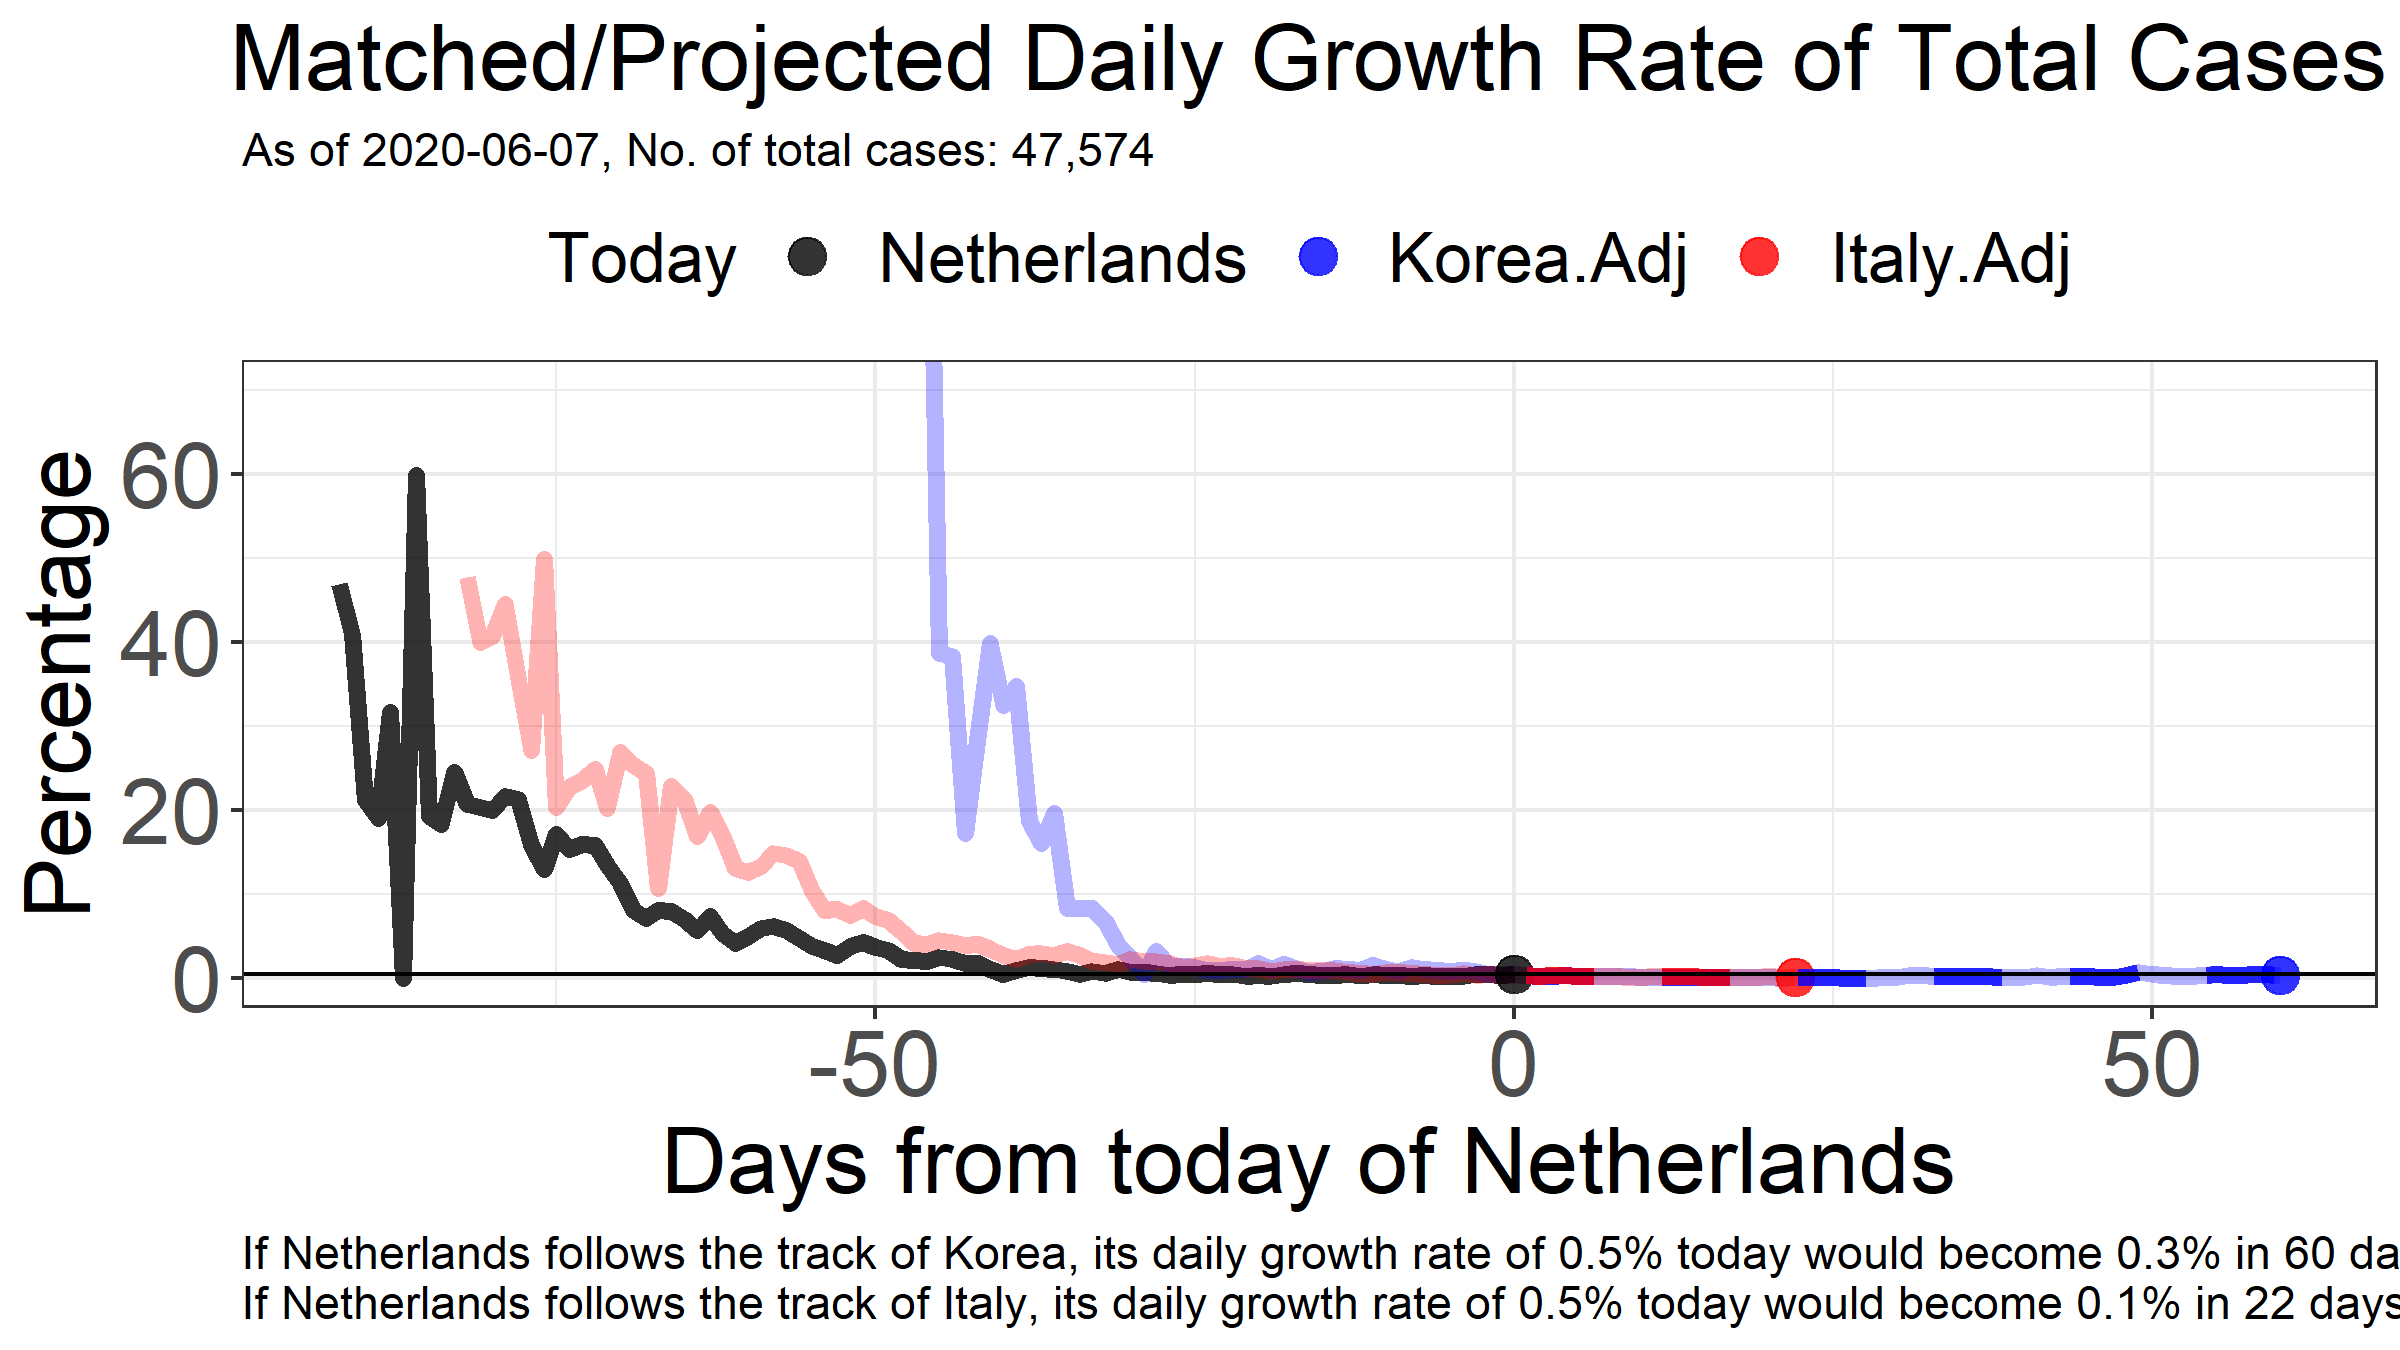 Matched/Projected Daily Growth Rate of Total Cases
As of 2020-06-07, No. of total cases: 47,574
Today Netherlands Korea.Adj Italy.Adj
Percentage
60
40
20
0
-50 0 50
Days from today of Netherlands
If Netherlands follows the track of Korea, its daily growth rate of 0.5% today would become 0.3% in 60 da
If Netherlands follows the track of Italy, its daily growth rate of 0.5% today would become 0.1% in 22 days